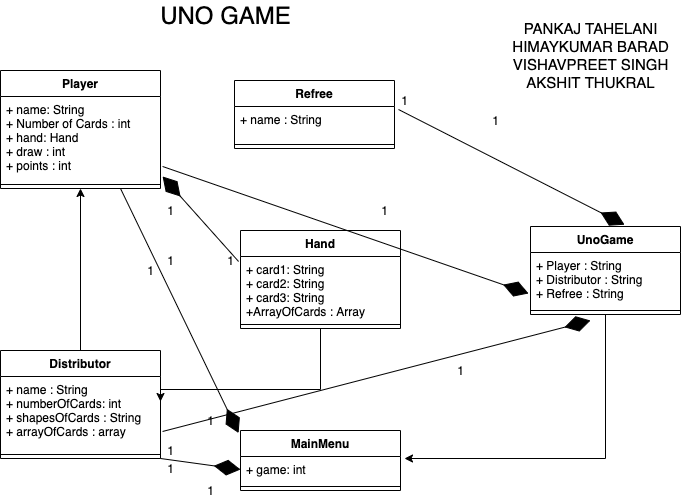 UNO GAME
PANKAJ TAHELANI
HIMAYKUMAR BARAD
VISHAVPREET SINGH
AKSHIT THUKRAL
Player
+ name: String
+ Number of Cards : int
+ hand: Hand
+ draw : int
+ points : int
Refree
+ name : String
1
1
1
1
Hand
+ card1: String
+ card2: String
+ card3: String
+ArrayOfCards : Array
1
1
1
UnoGame
+ Player : String
+ Distributor : String
+ Refree : String
Distributor
+ name : String
+ numberOfCards: int
+ shapesOfCards : String
+ arrayOfCards : array
1
1
1
1
1
MainMenu
+ game: int